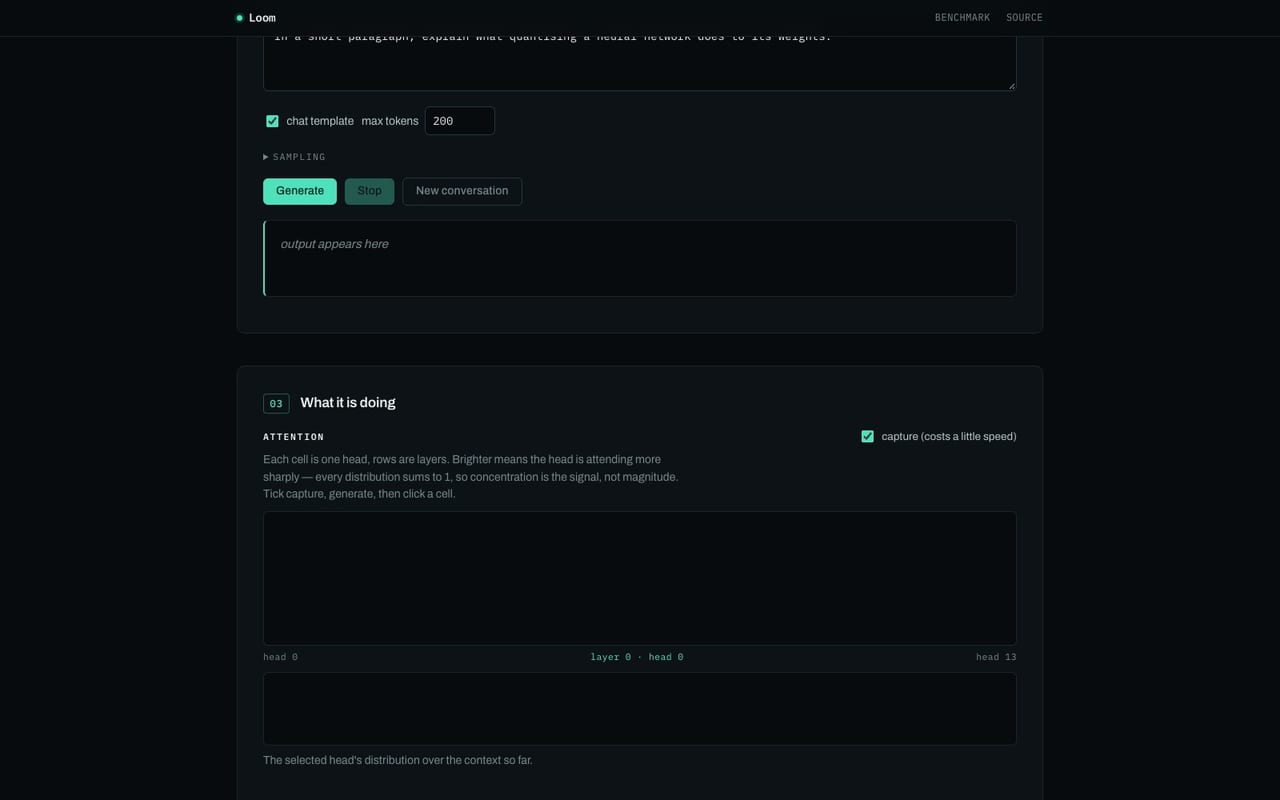 Loom
BENCHMARK
SOURCE
In a short paragraph, explain what quantising a neural network does to its weights.
chat template
max tokens
200
SAMPLING
Generate
Stop
New conversation
output appears here
03
What it is doing
ATTENTION
capture (costs a little speed)
Each cell is one head, rows are layers. Brighter means the head is attending more
sharply — every distribution sums to 1, so concentration is the signal, not magnitude.
Tick capture, generate, then click a cell.
head 0
layer 0 · head 0
head 13
The selected head's distribution over the context so far.